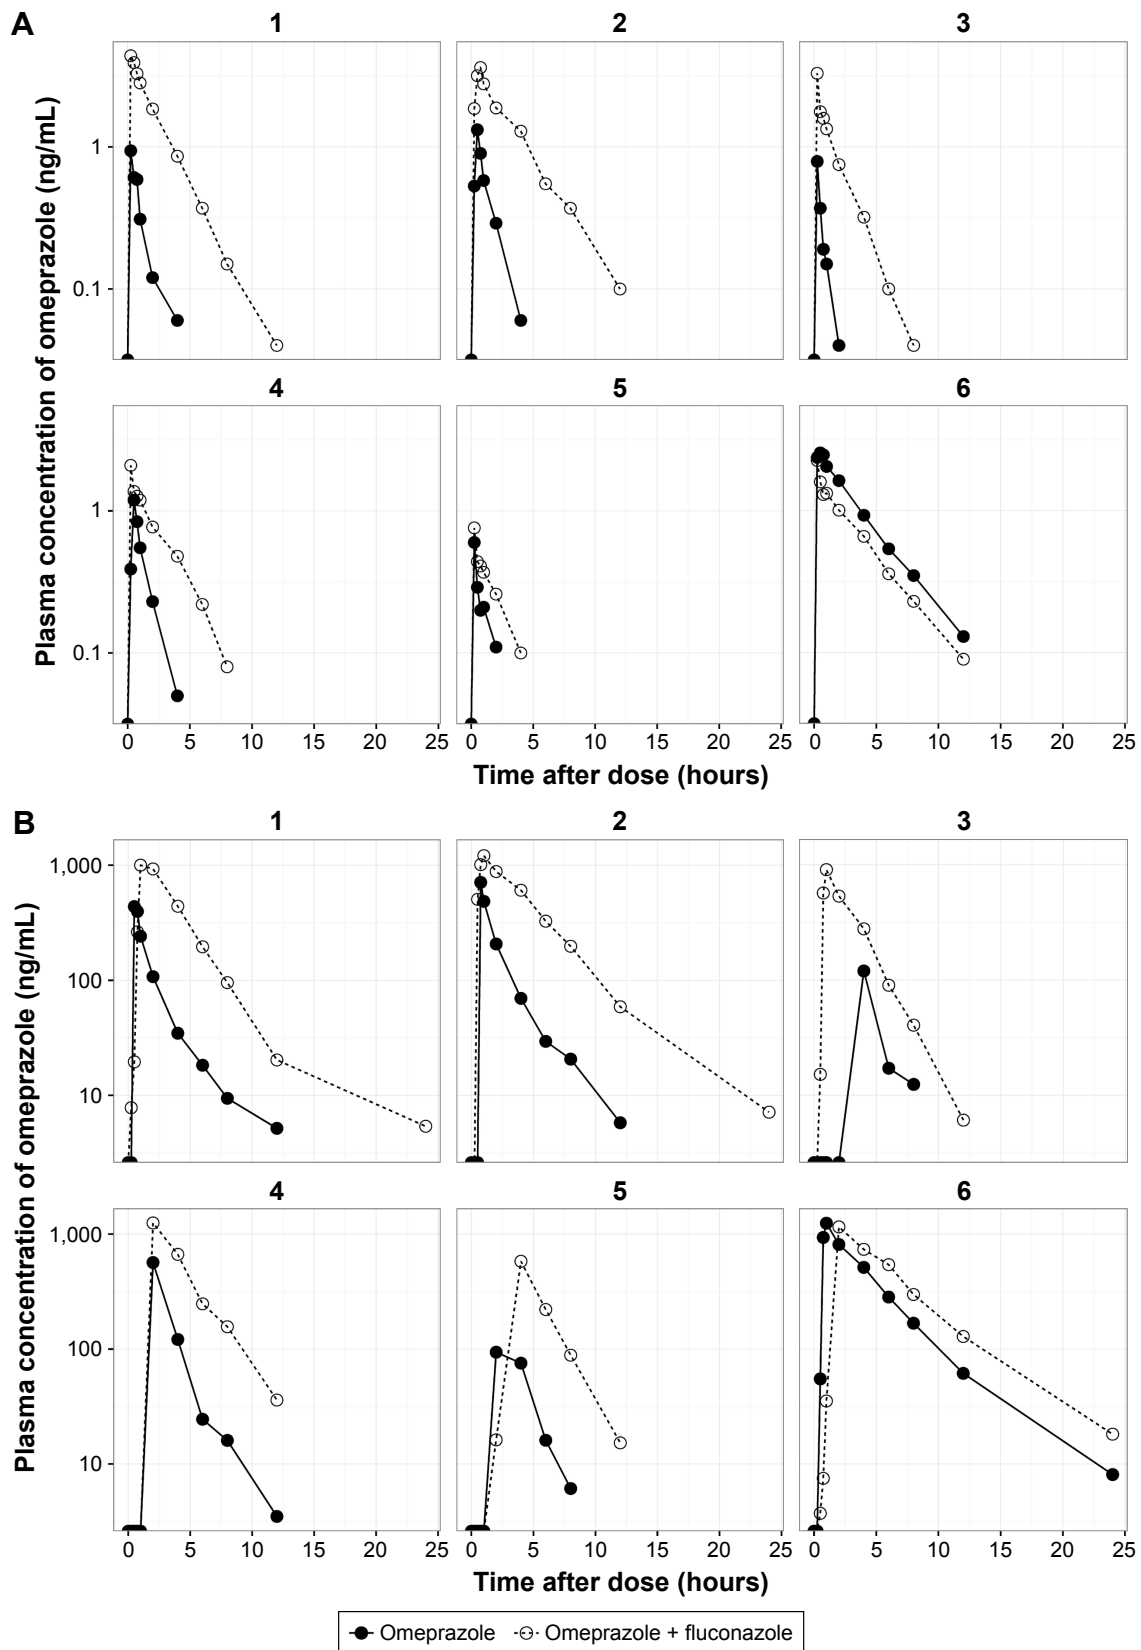 A
1
2
3
Plasma concentration of omeprazole (ng/mL)
1
0.1
4
5
6
1
0.1
0 5 10 15 20 25
0 5 10 15 20 25
0 5 10 15 20 25
Time after dose (hours)
B
1
2
3
Plasma concentration of omeprazole (ng/mL)
1,000
100
10
4
5
6
1,000
100
10
0 5 10 15 20 25
0 5 10 15 20 25
0 5 10 15 20 25
Time after dose (hours)
Omeprazole Omeprazole + fluconazole